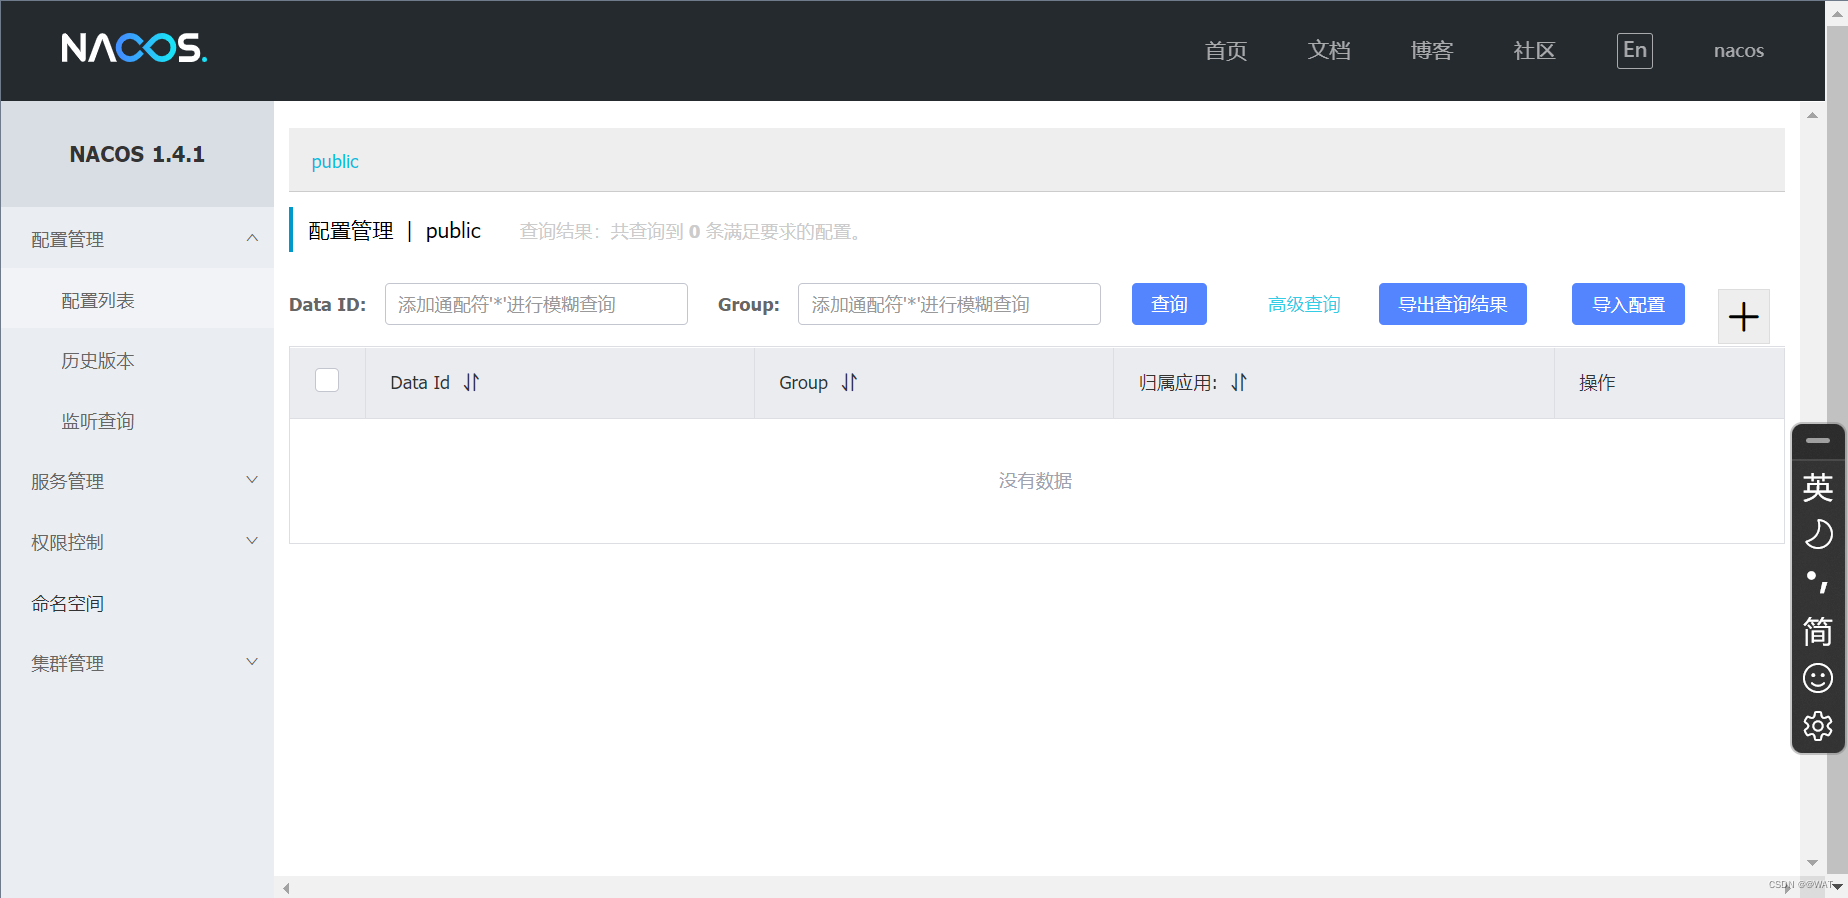 NACOS.
首页 文档 博客 社区 En nacos
NACOS 1.4.1
配置管理
配置列表
历史版本
监听查询
服务管理
权限控制
命名空间
集群管理
public
配置管理 | public 查询结果：共查询到 0 条满足要求的配置。
Data ID: 添加通配符'*'进行模糊查询 Group: 添加通配符'*'进行模糊查询 查询 高级查询 导出查询结果 导入配置
Data Id Group 归属应用: 操作
没有数据
英
简
CSDN @@WAT